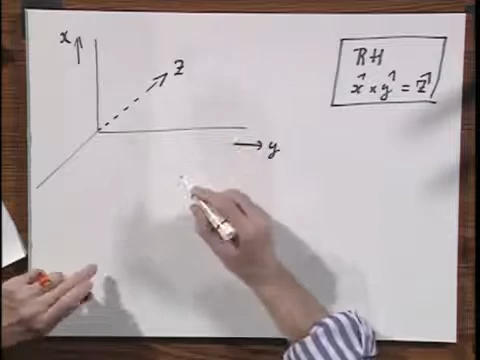 x
z
y
RH
x̂ × ŷ = ẑ